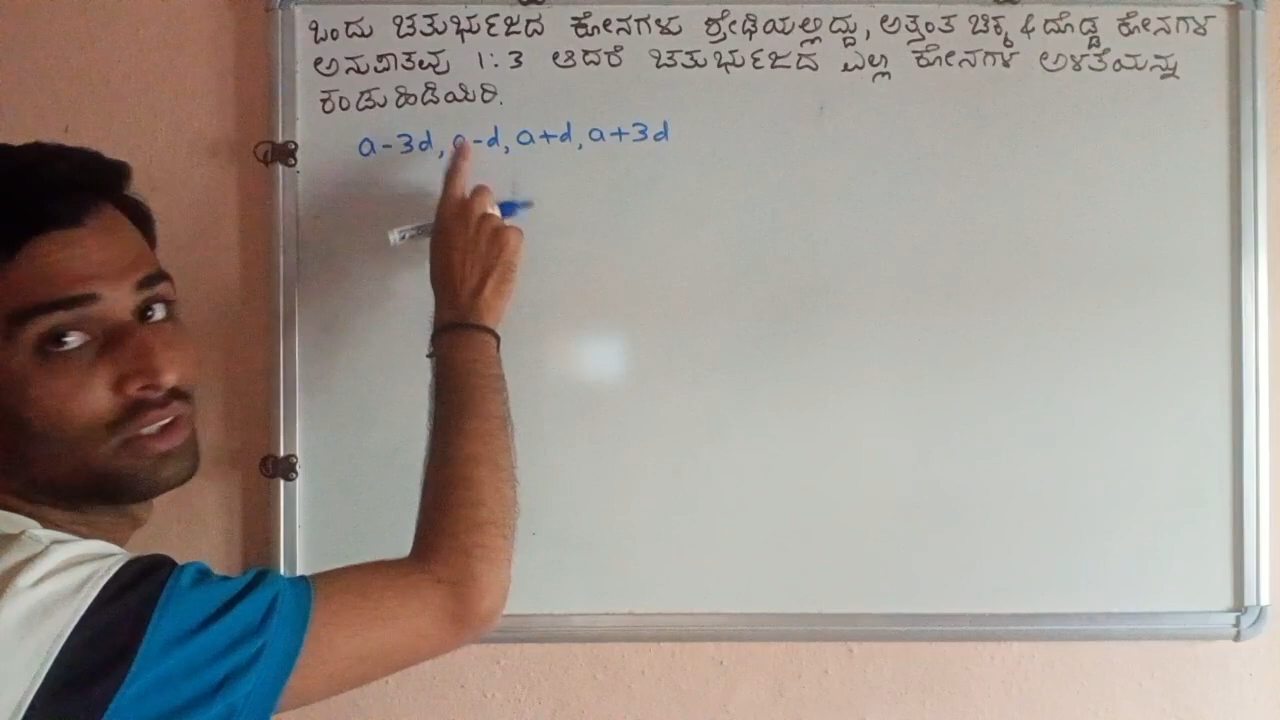 ಒಂದು ಚತುರ್ಭುಜದ ಕೋನಗಳು ಶ್ರೇಢಿಯಲ್ಲಿದ್ದು, ಅತ್ತಂತ ಚಿಕ್ಕ & ದೊಡ್ಡ ಕೋನಗಳ
ಅನುಪಾತವು 1:3 ಆದರೆ ಚತುರ್ಭುಜದ ಎಲ್ಲಾ ಕೋನಗಳ ಅಳತೆಯನ್ನು
ಕಂಡು ಹಿಡಿಯಿರಿ.
a-3d, a-d, a+d, a+3d